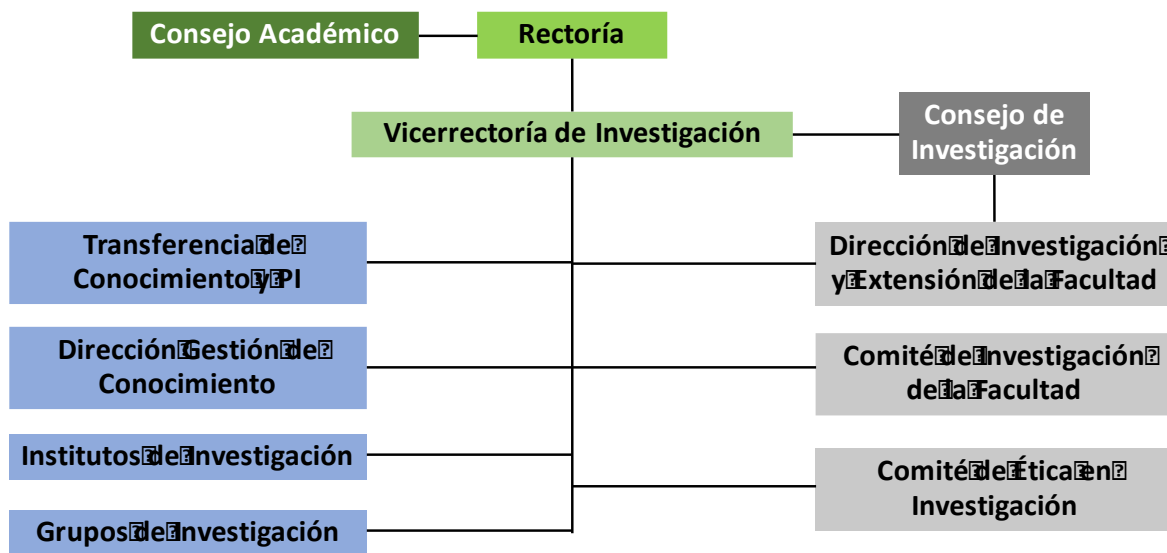 Consejo Académico
Rectoría
Vicerrectoría de Investigación
Consejo de
Investigación
Transferencia de
Conocimiento y PI
Dirección de Investigación
y Extensión de la Facultad
Dirección Gestión de
Conocimiento
Comité de Investigación
de la Facultad
Institutos de Investigación
Comité de Ética en
Investigación
Grupos de Investigación